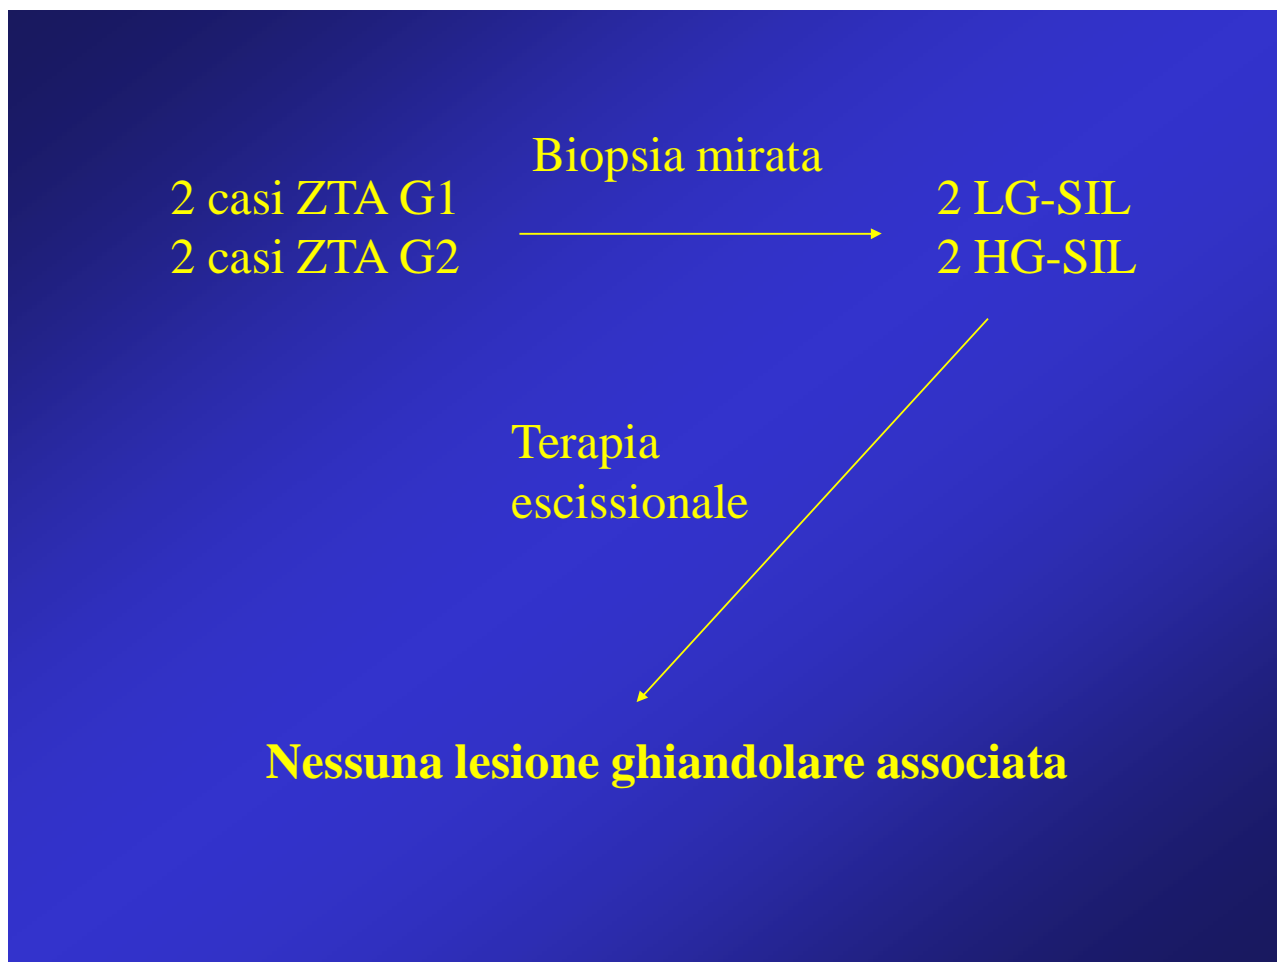 Biopsia mirata
2 casi ZTA G1
2 casi ZTA G2
2 LG-SIL
2 HG-SIL
Terapia
escissionale
Nessuna lesione ghiandolare associata